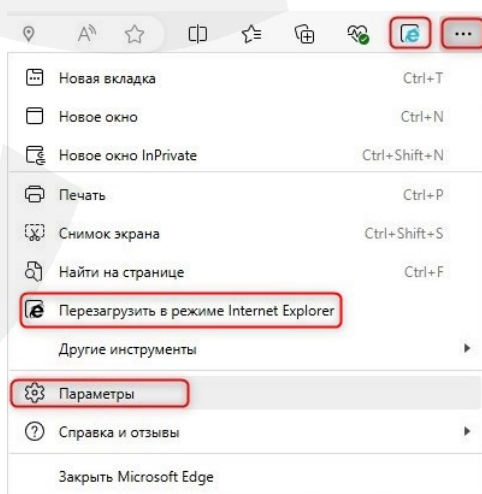 Новая вкладка Ctrl+T
Новое окно Ctrl+N
Новое окно InPrivate Ctrl+Shift+N
Печать Ctrl+P
Снимок экрана Ctrl+Shift+S
Найти на странице Ctrl+F
Перезагрузить в режиме Internet Explorer
Другие инструменты
Параметры
Справка и отзывы
Закрыть Microsoft Edge